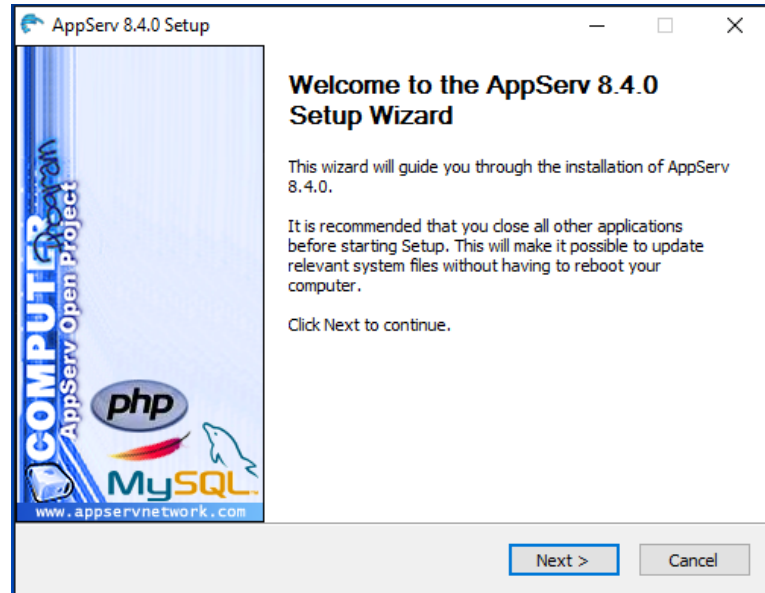 AppServ 8.4.0 Setup
Welcome to the AppServ 8.4.0
Setup Wizard
This wizard will guide you through the installation of AppServ
8.4.0.
It is recommended that you close all other applications
before starting Setup. This will make it possible to update
relevant system files without having to reboot your
computer.
Click Next to continue.
COMPUTER
Program
AppServ Open Project
php
MySQL
www.appservnetwork.com
Next >
Cancel